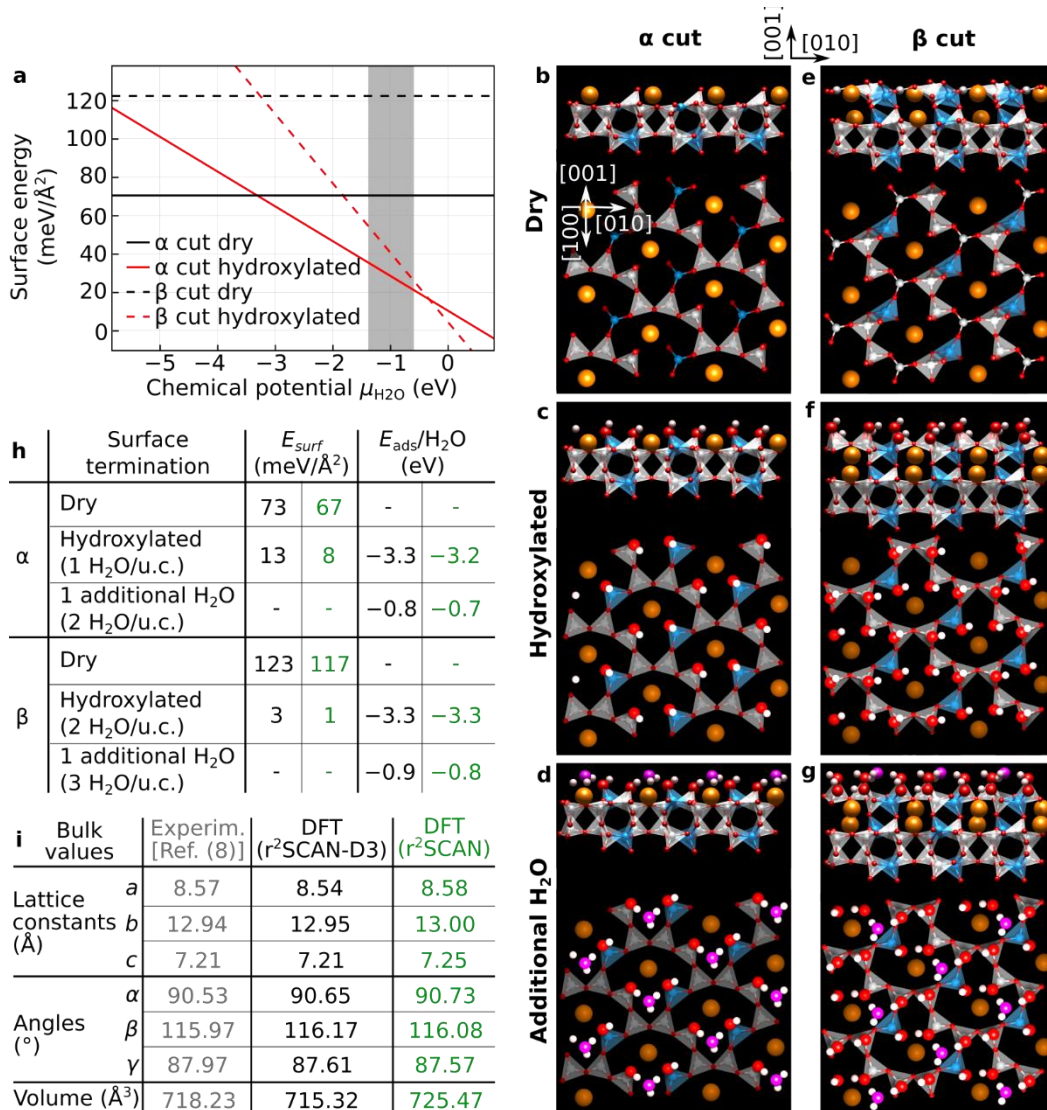 α cut
[001]
[010]
β cut
a
Surface energy
(meV/Å²)
120
100
80
60
40
20
0
α cut dry
α cut hydroxylated
β cut dry
β cut hydroxylated
−5 −4 −3 −2 −1 0
Chemical potential μH2O (eV)
b
e
Dry
[001]
[010]
[100]
c
f
Hydroxylated
d
g
Additional H₂O
h Surface termination Esurf (meV/Å²) Eads/H₂O (eV)
α
Dry 73 67 - -
Hydroxylated
(1 H₂O/u.c.) 13 8 −3.3 −3.2
1 additional H₂O
(2 H₂O/u.c.) - - −0.8 −0.7
β
Dry 123 117 - -
Hydroxylated
(2 H₂O/u.c.) 3 1 −3.3 −3.3
1 additional H₂O
(3 H₂O/u.c.) - - −0.9 −0.8
i Bulk values Experim. [Ref. (8)] DFT (r²SCAN-D3) DFT (r²SCAN)
Lattice constants (Å)
a 8.57 8.54 8.58
b 12.94 12.95 13.00
c 7.21 7.21 7.25
Angles (°)
α 90.53 90.65 90.73
β 115.97 116.17 116.08
γ 87.97 87.61 87.57
Volume (Å³) 718.23 715.32 725.47